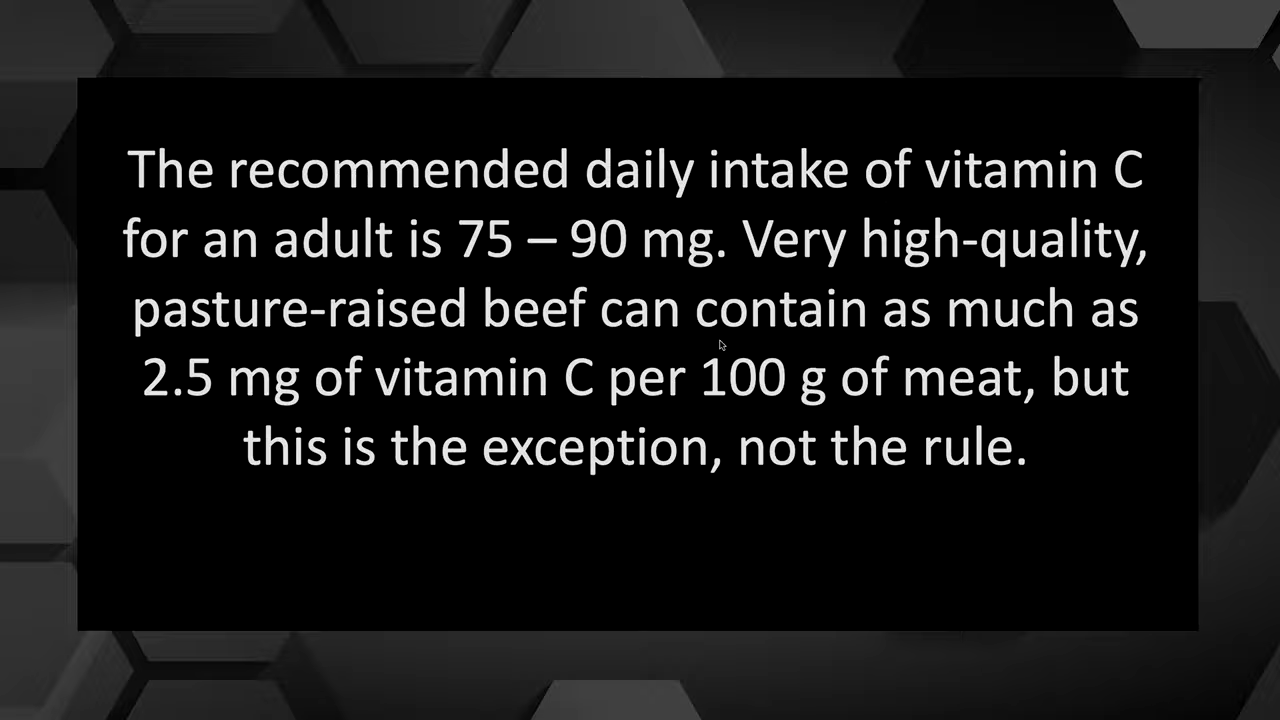 The recommended daily intake of vitamin C
for an adult is 75 – 90 mg. Very high-quality,
pasture-raised beef can contain as much as
2.5 mg of vitamin C per 100 g of meat, but
this is the exception, not the rule.